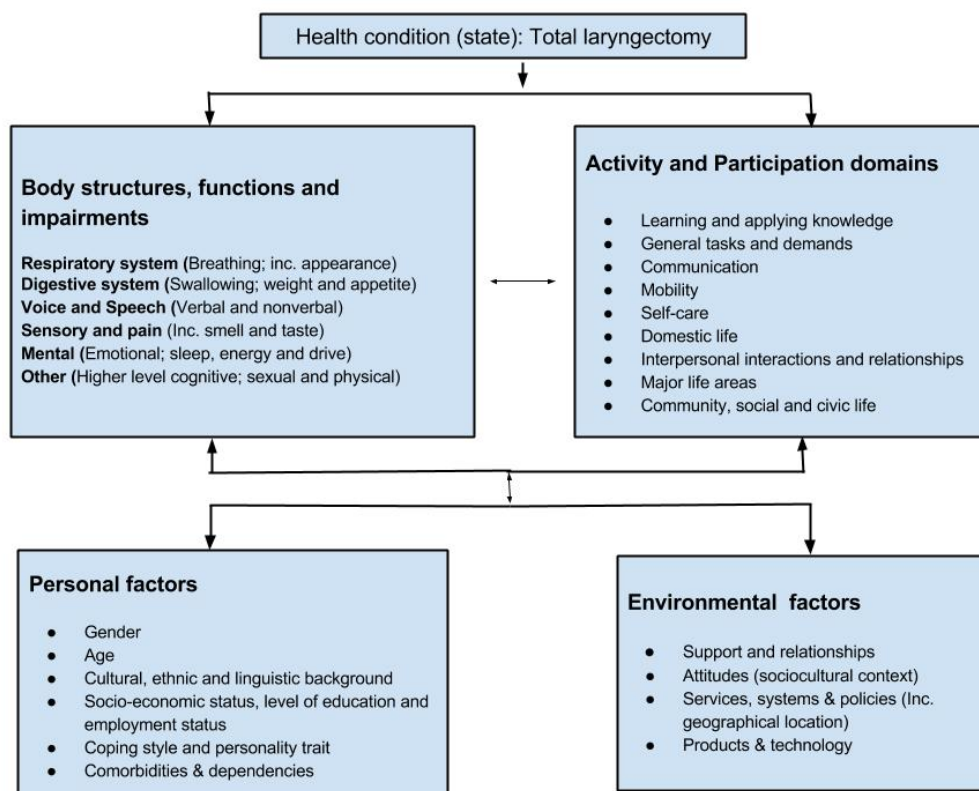 Health condition (state): Total laryngectomy
Body structures, functions and
impairments
Respiratory system (Breathing; inc. appearance)
Digestive system (Swallowing; weight and appetite)
Voice and Speech (Verbal and nonverbal)
Sensory and pain (Inc. smell and taste)
Mental (Emotional; sleep, energy and drive)
Other (Higher level cognitive; sexual and physical)
Activity and Participation domains
● Learning and applying knowledge
● General tasks and demands
● Communication
● Mobility
● Self-care
● Domestic life
● Interpersonal interactions and relationships
● Major life areas
● Community, social and civic life
Personal factors
● Gender
● Age
● Cultural, ethnic and linguistic background
● Socio-economic status, level of education and
employment status
● Coping style and personality trait
● Comorbidities & dependencies
Environmental factors
● Support and relationships
● Attitudes (sociocultural context)
● Services, systems & policies (Inc.
geographical location)
● Products & technology